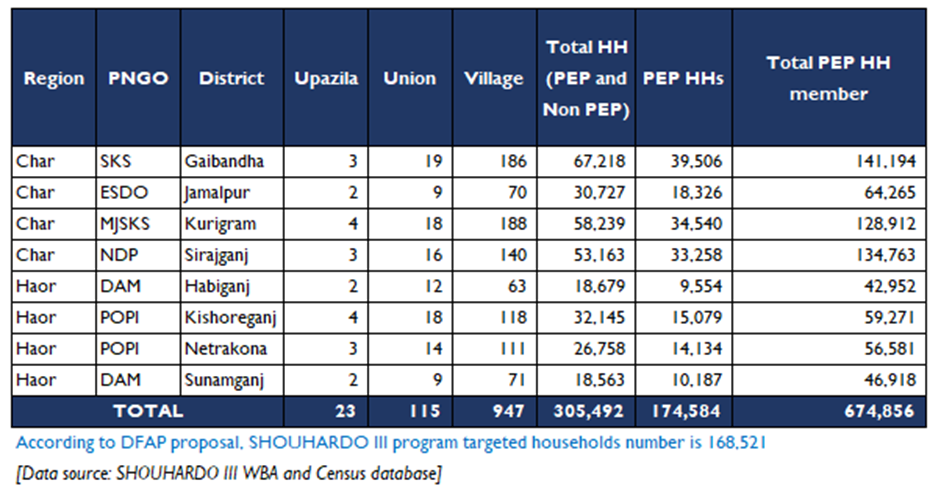 Region PNGO District Upazila Union Village Total HH (PEP and Non PEP) PEP HHs Total PEP HH member
Char SKS Gaibandha 3 19 186 67,218 39,506 141,194
Char ESDO Jamalpur 2 9 70 30,727 18,326 64,265
Char MJSKS Kurigram 4 18 188 58,239 34,540 128,912
Char NDP Sirajganj 3 16 140 53,163 33,258 134,763
Haor DAM Habiganj 2 12 63 18,679 9,554 42,952
Haor POPI Kishoreganj 4 18 118 32,145 15,079 59,271
Haor POPI Netrakona 3 14 111 26,758 14,134 56,581
Haor DAM Sunamganj 2 9 71 18,563 10,187 46,918
TOTAL 23 115 947 305,492 174,584 674,856
According to DFAP proposal, SHOUHARDO III program targeted households number is 168,521
[Data source: SHOUHARDO III WBA and Census database]